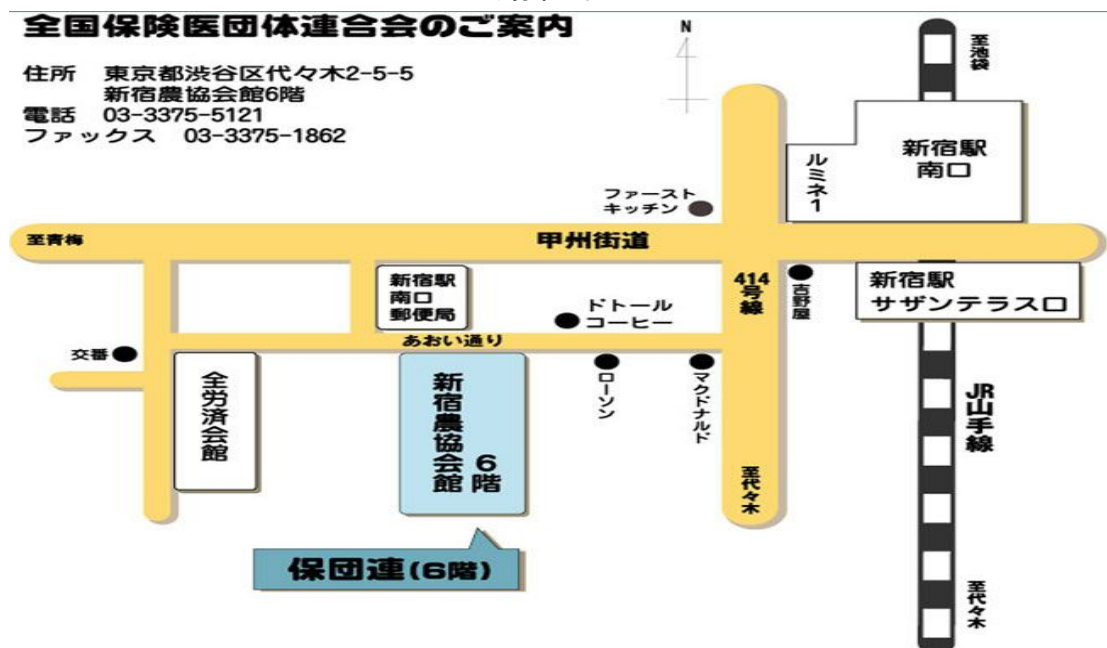 全国保険医団体連合会のご案内
住所 東京都渋谷区代々木2-5-5
新宿農協会館6階
電話 03-3375-5121
ファックス 03-3375-1862
N
至池袋
新宿駅
南口
ルミネ1
ファースト
キッチン
至青梅
甲州街道
414号線
吉野屋
新宿駅
サザンテラス口
新宿駅
南口
郵便局
ドトール
コーヒー
あおい通り
交番
全労済会館
新宿農協会館
6階
ローソン
マクドナルド
JR山手線
至代々木
至代々木
保団連(6階)